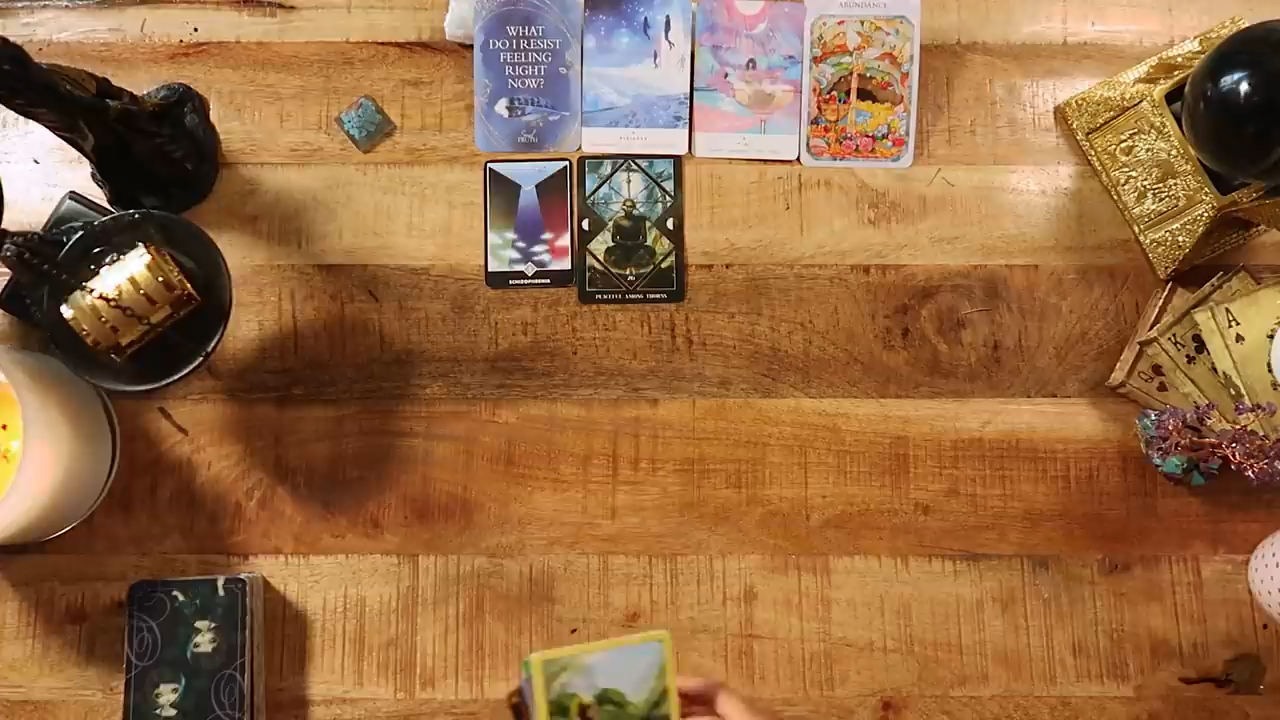 WHAT
DO I RESIST
FEELING
RIGHT
NOW?
TRUTH
ABUNDANCE
SCHIZOPHRENIA
PEACEFUL AMONG THORNS
Q
K
A